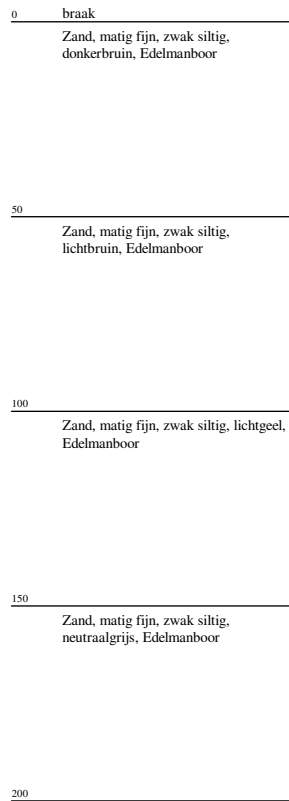 0 braak
Zand, matig fijn, zwak siltig,
donkerbruin, Edelmanboor
50
Zand, matig fijn, zwak siltig,
lichtbruin, Edelmanboor
100
Zand, matig fijn, zwak siltig, lichtgeel,
Edelmanboor
150
Zand, matig fijn, zwak siltig,
neutraalgrijs, Edelmanboor
200